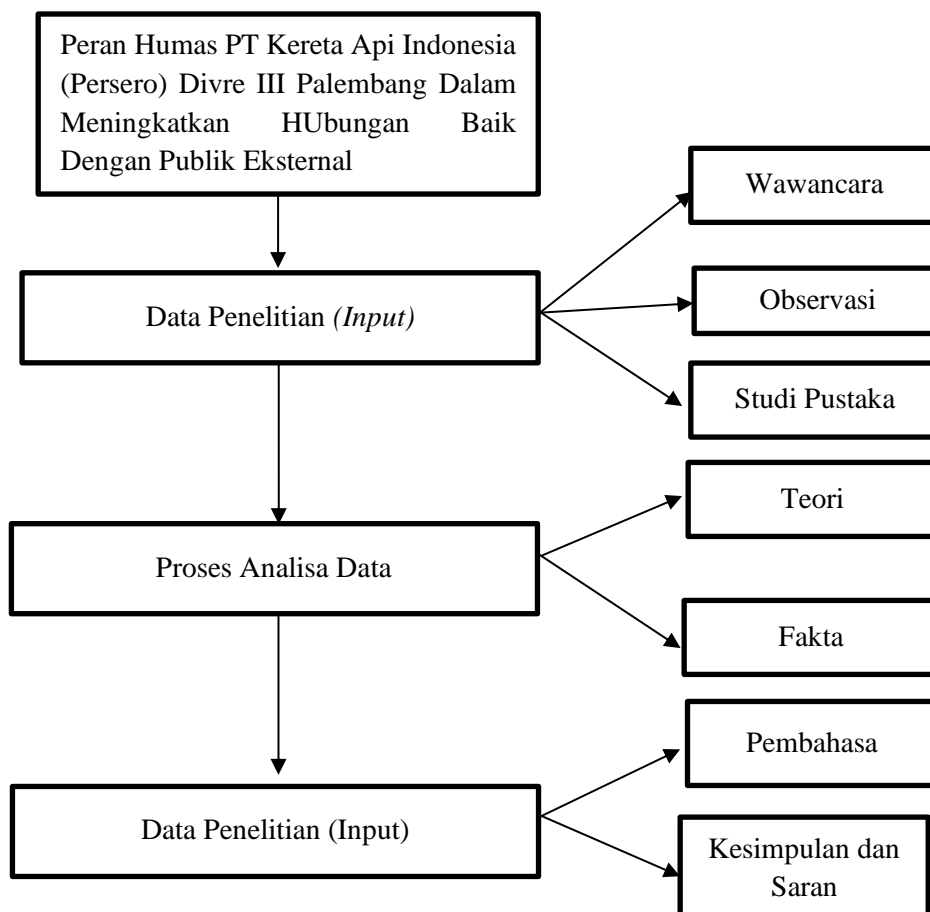 Peran Humas PT Kereta Api Indonesia
(Persero) Divre III Palembang Dalam
Meningkatkan HUbungan Baik
Dengan Publik Eksternal
Wawancara
Data Penelitian (Input)
Observasi
Studi Pustaka
Teori
Proses Analisa Data
Fakta
Pembahasa
Data Penelitian (Input)
Kesimpulan dan
Saran